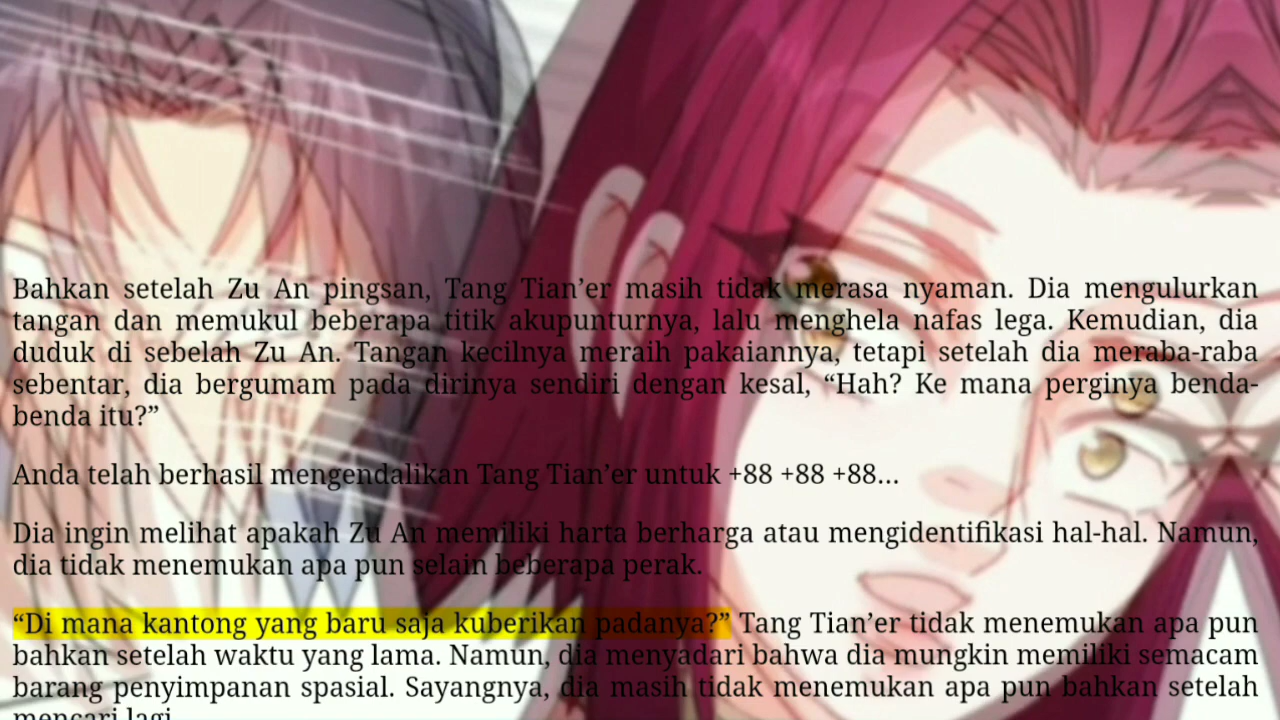 Bahkan setelah Zu An pingsan, Tang Tian’er masih tidak merasa nyaman. Dia mengulurkan
tangan dan memukul beberapa titik akupunturnya, lalu menghela nafas lega. Kemudian, dia
duduk di sebelah Zu An. Tangan kecilnya meraih pakaiannya, tetapi setelah dia meraba-raba
sebentar, dia bergumam pada dirinya sendiri dengan kesal, “Hah? Ke mana perginya benda-
benda itu?”
Anda telah berhasil mengendalikan Tang Tian’er untuk +88 +88 +88...
Dia ingin melihat apakah Zu An memiliki harta berharga atau mengidentifikasi hal-hal. Namun,
dia tidak menemukan apa pun selain beberapa perak.
“Di mana kantong yang baru saja kuberikan padanya?” Tang Tian’er tidak menemukan apa pun
bahkan setelah waktu yang lama. Namun, dia menyadari bahwa dia mungkin memiliki semacam
barang penyimpanan spasial. Sayangnya, dia masih tidak menemukan apa pun bahkan setelah
mencari lagi